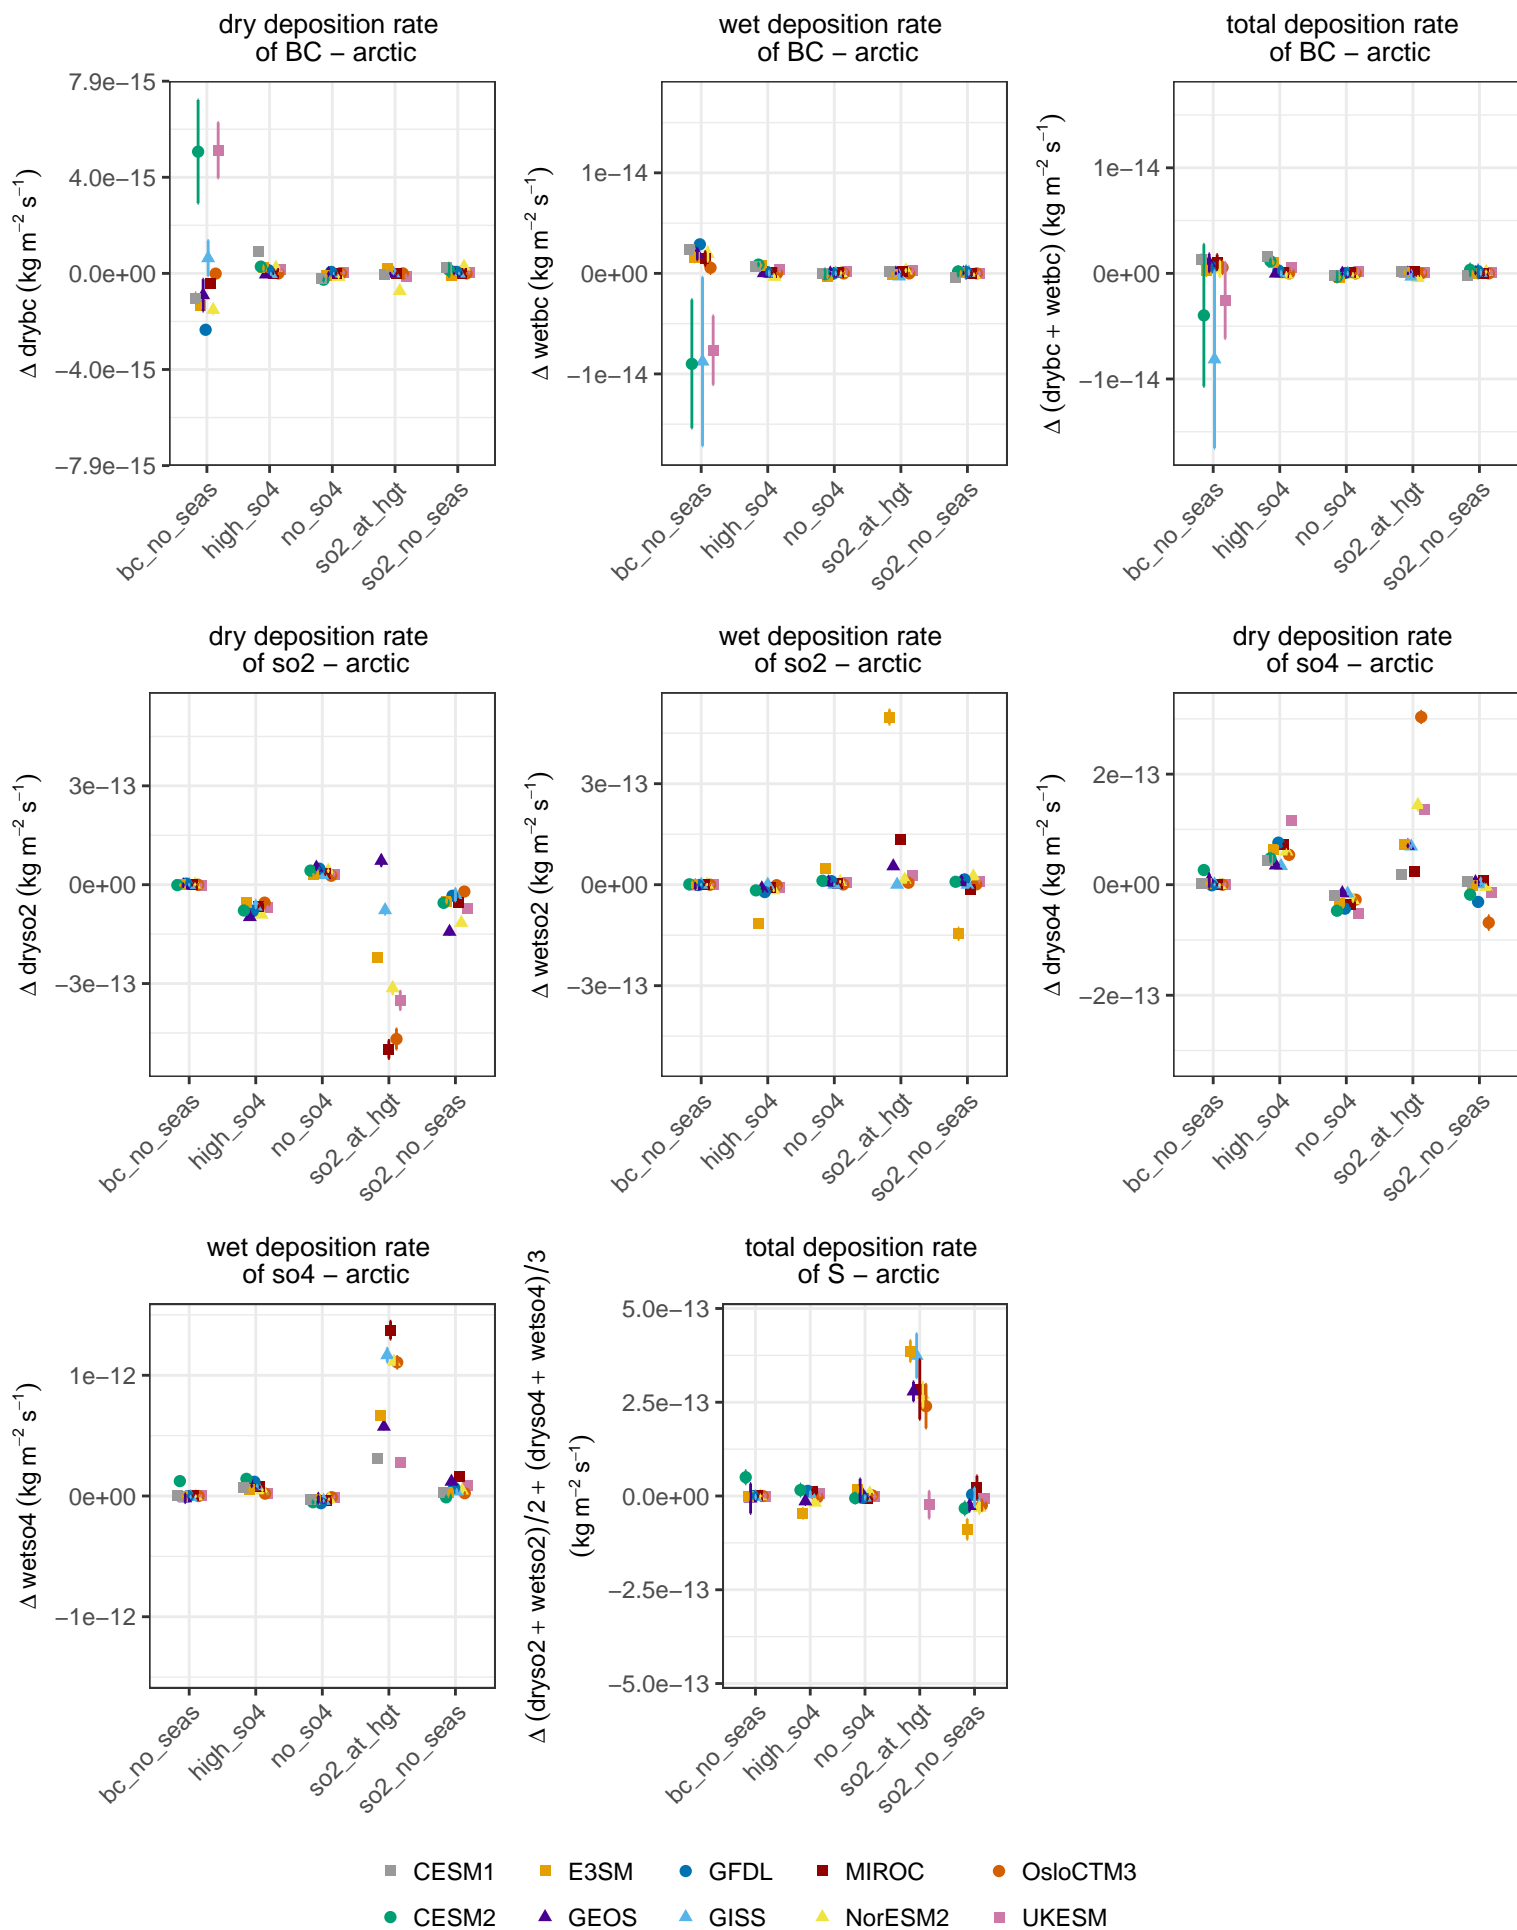 dry deposition rate
of BC − arctic
Δ drybc (kg m−2 s−1)
7.9e−15
4.0e−15
0.0e+00
−4.0e−15
−7.9e−15
bc_no_seas
high_so4
no_so4
so2_at_hgt
so2_no_seas
wet deposition rate
of BC − arctic
Δ wetbc (kg m−2 s−1)
1e−14
0e+00
−1e−14
bc_no_seas
high_so4
no_so4
so2_at_hgt
so2_no_seas
total deposition rate
of BC − arctic
Δ (drybc + wetbc) (kg m−2 s−1)
1e−14
0e+00
−1e−14
bc_no_seas
high_so4
no_so4
so2_at_hgt
so2_no_seas
dry deposition rate
of so2 − arctic
Δ dryso2 (kg m−2 s−1)
3e−13
0e+00
−3e−13
bc_no_seas
high_so4
no_so4
so2_at_hgt
so2_no_seas
wet deposition rate
of so2 − arctic
Δ wetso2 (kg m−2 s−1)
3e−13
0e+00
−3e−13
bc_no_seas
high_so4
no_so4
so2_at_hgt
so2_no_seas
dry deposition rate
of so4 − arctic
Δ dryso4 (kg m−2 s−1)
2e−13
0e+00
−2e−13
bc_no_seas
high_so4
no_so4
so2_at_hgt
so2_no_seas
wet deposition rate
of so4 − arctic
Δ wetso4 (kg m−2 s−1)
1e−12
0e+00
−1e−12
bc_no_seas
high_so4
no_so4
so2_at_hgt
so2_no_seas
total deposition rate
of S − arctic
Δ (dryso2 + wetso2)/2 + (dryso4 + wetso4)/3
(kg m−2 s−1)
5.0e−13
2.5e−13
0.0e+00
−2.5e−13
−5.0e−13
bc_no_seas
high_so4
no_so4
so2_at_hgt
so2_no_seas
CESM1 E3SM GFDL MIROC OsloCTM3
CESM2 GEOS GISS NorESM2 UKESM